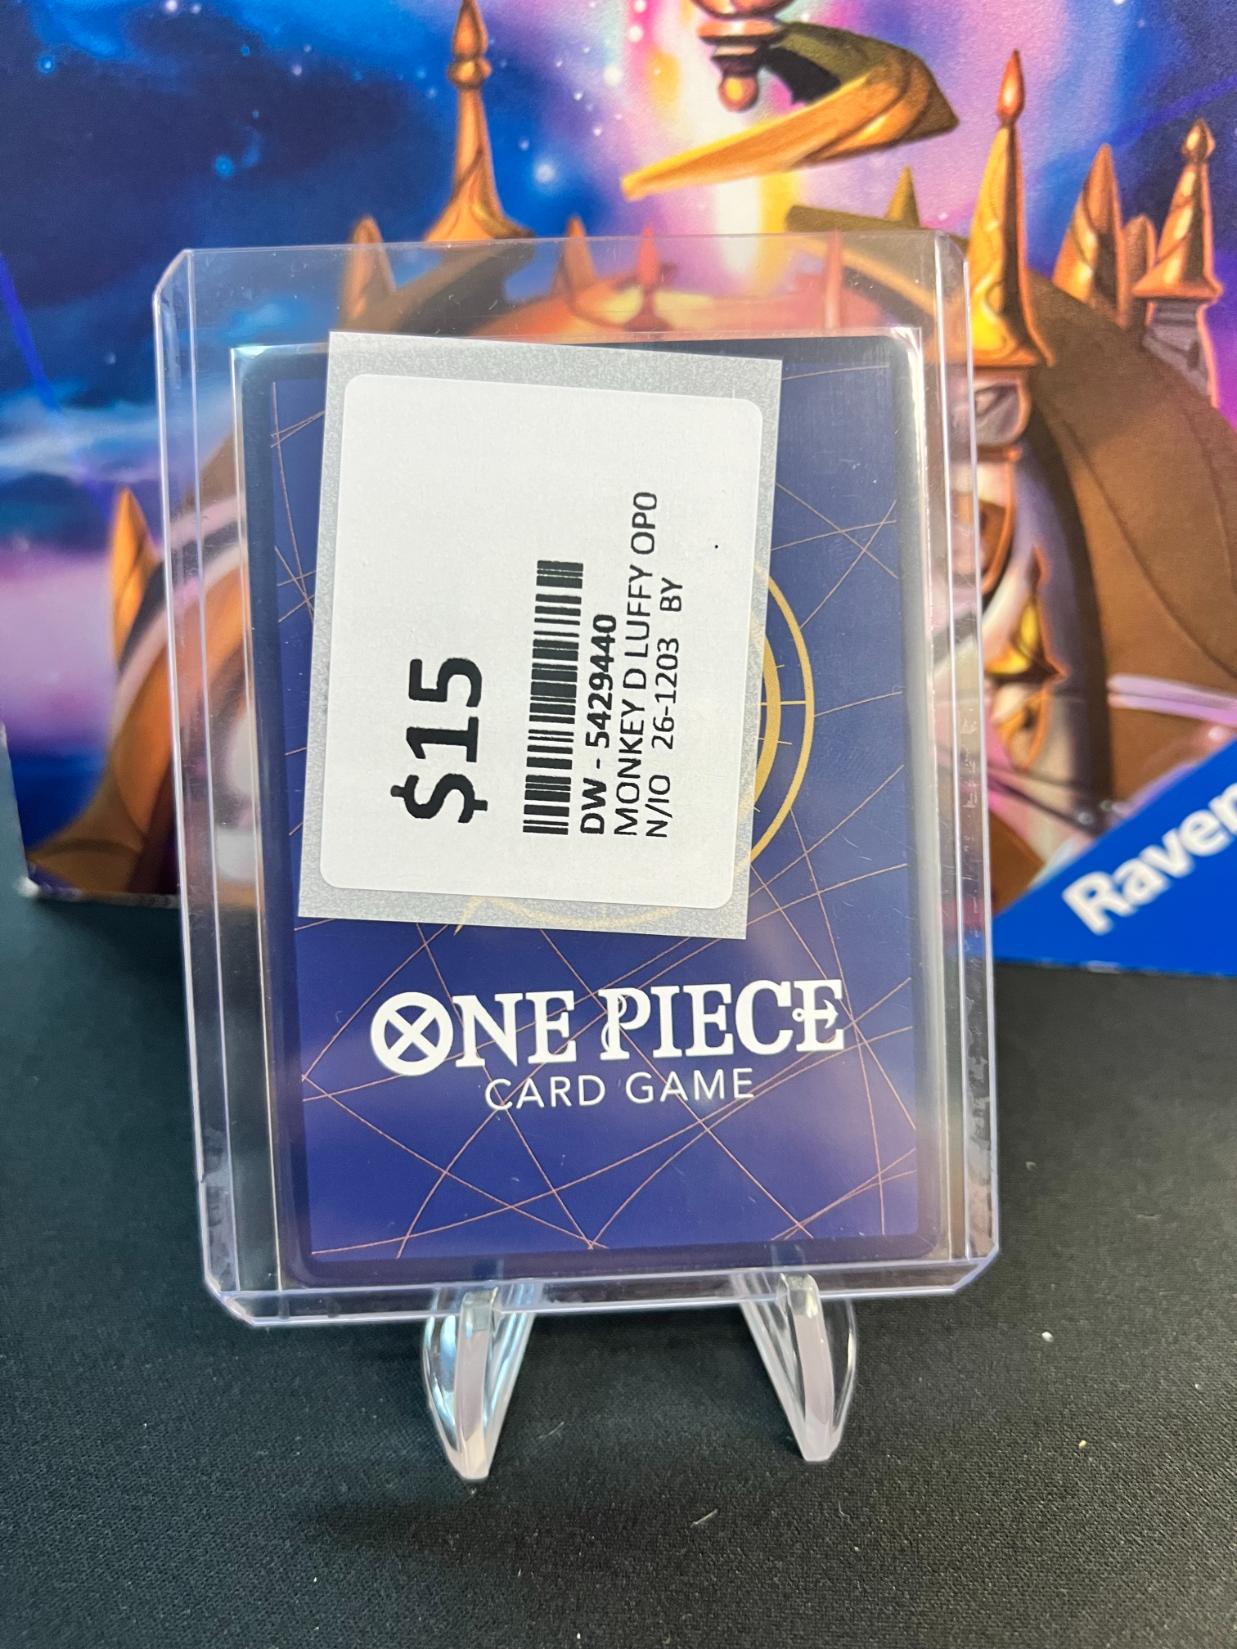 $15
DW - 5429440
MONKEY D LUFFY OP0
N/IO 26-1203 BY
ONE PIECE
CARD GAME
Raven